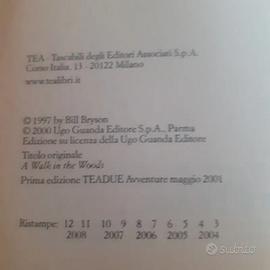 TEA - Tascabili degli Editori Associati S.p.A.
Corso Italia, 13 - 20122 Milano
www.tealibri.it
© 1997 by Bill Bryson
© 2000 Ugo Guanda Editore S.p.A., Parma
Edizione su licenza della Ugo Guanda Editore
Titolo originale
A Walk in the Woods
Prima edizione TEADUE Avventure maggio 2001
Ristampe: 12 11 10 9 8 7 6 5 4 3
2008 2007 2006 2005 2004
subito